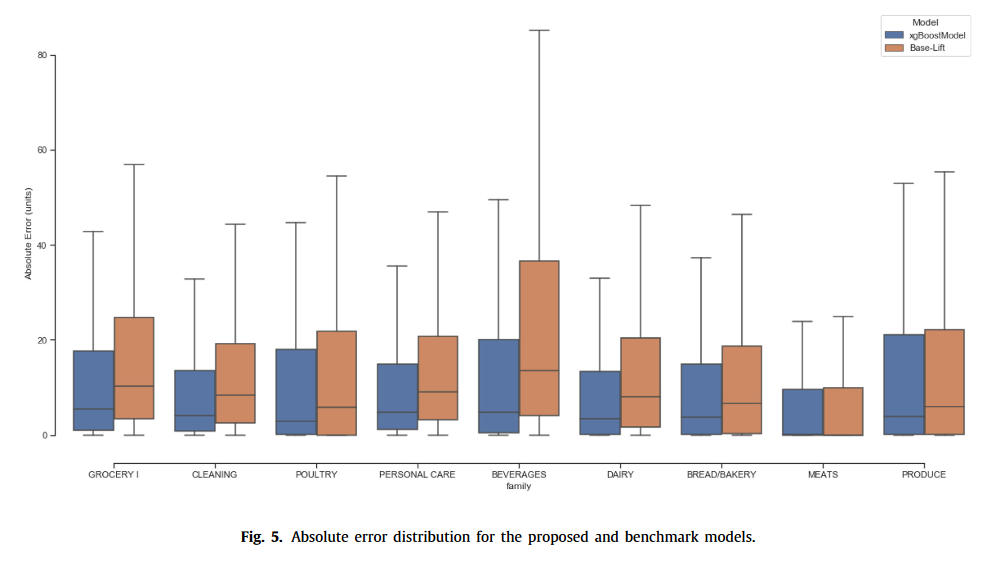 Model
xgBoostModel
Base-Lift
80
60
40
20
0
Absolute Error (units)
GROCERY I CLEANING POULTRY PERSONAL CARE BEVERAGES DAIRY BREAD/BAKERY MEATS PRODUCE
family
Fig. 5. Absolute error distribution for the proposed and benchmark models.